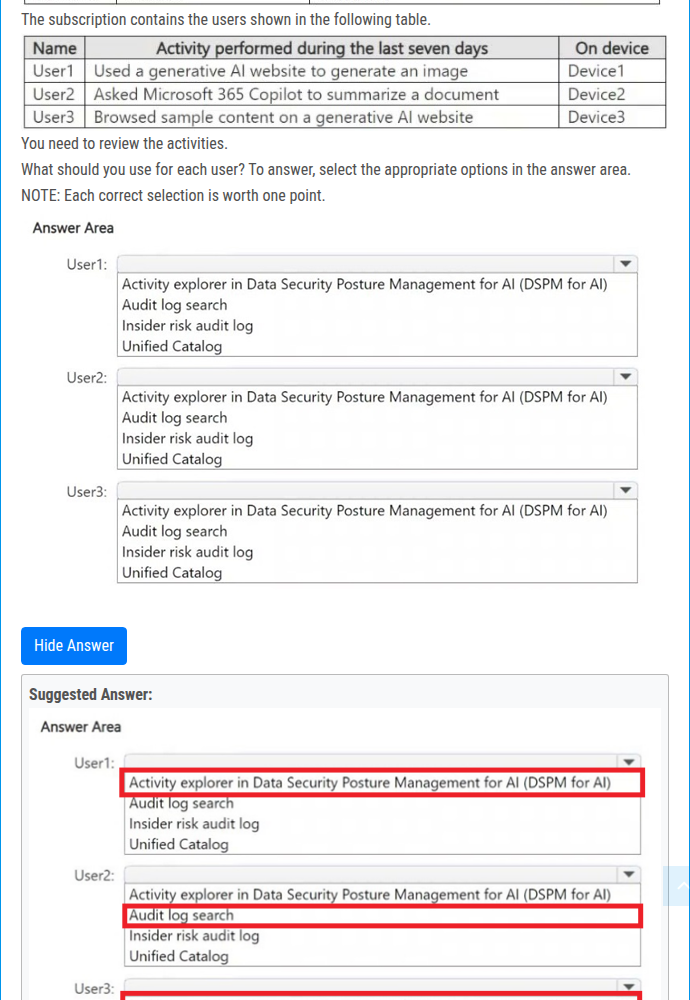 The subscription contains the users shown in the following table.
Name Activity performed during the last seven days On device
User1 Used a generative AI website to generate an image Device1
User2 Asked Microsoft 365 Copilot to summarize a document Device2
User3 Browsed sample content on a generative AI website Device3
You need to review the activities.
What should you use for each user? To answer, select the appropriate options in the answer area.
NOTE: Each correct selection is worth one point.
Answer Area
User1:
Activity explorer in Data Security Posture Management for AI (DSPM for AI)
Audit log search
Insider risk audit log
Unified Catalog
User2:
Activity explorer in Data Security Posture Management for AI (DSPM for AI)
Audit log search
Insider risk audit log
Unified Catalog
User3:
Activity explorer in Data Security Posture Management for AI (DSPM for AI)
Audit log search
Insider risk audit log
Unified Catalog
Hide Answer
Suggested Answer:
Answer Area
User1:
Activity explorer in Data Security Posture Management for AI (DSPM for AI)
Audit log search
Insider risk audit log
Unified Catalog
User2:
Activity explorer in Data Security Posture Management for AI (DSPM for AI)
Audit log search
Insider risk audit log
Unified Catalog
User3: